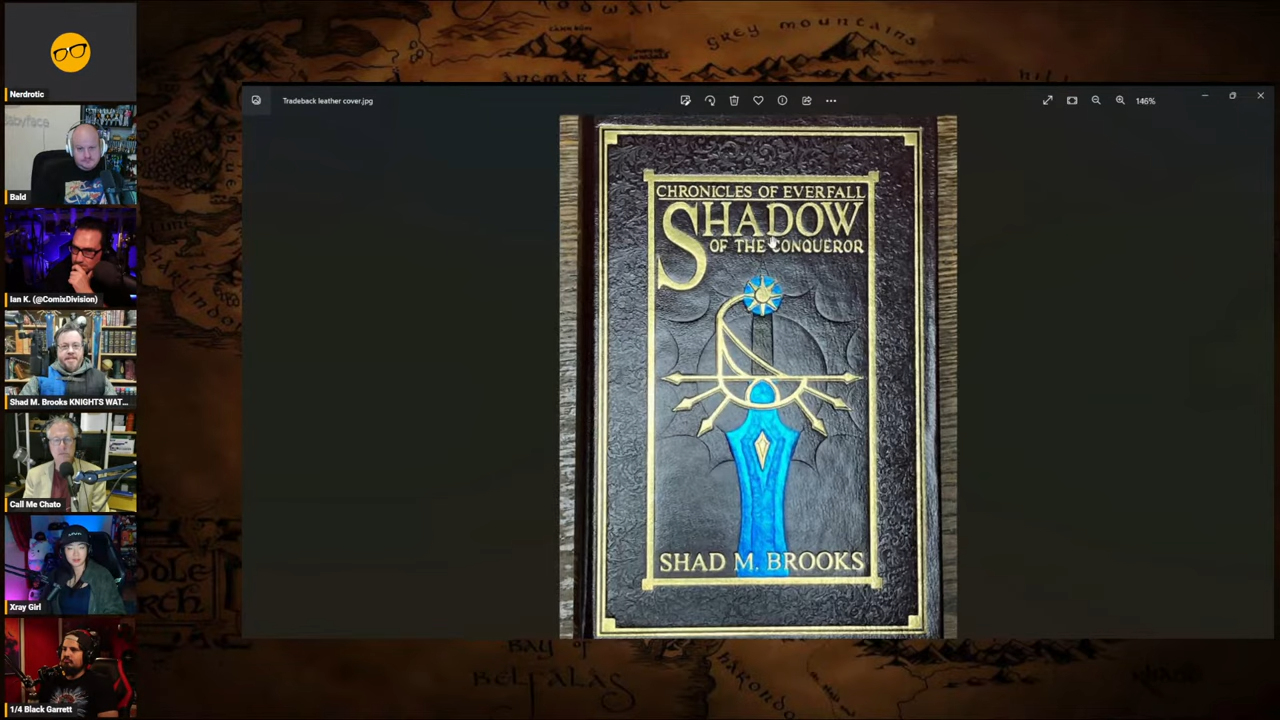 Nerdrotic
Bald
Ian K. (@ComixDivision)
Shad M. Brooks KNIGHTS WAT...
Call Me Chato
Xray Girl
1/4 Black Garrett
GREY MOUNTAINS
ANGMAR
Tradeback leather cover.jpg
146%
CHRONICLES OF EVERFALL
SHADOW
OF THE CONQUEROR
SHAD M. BROOKS
BAY of
BELFALAS